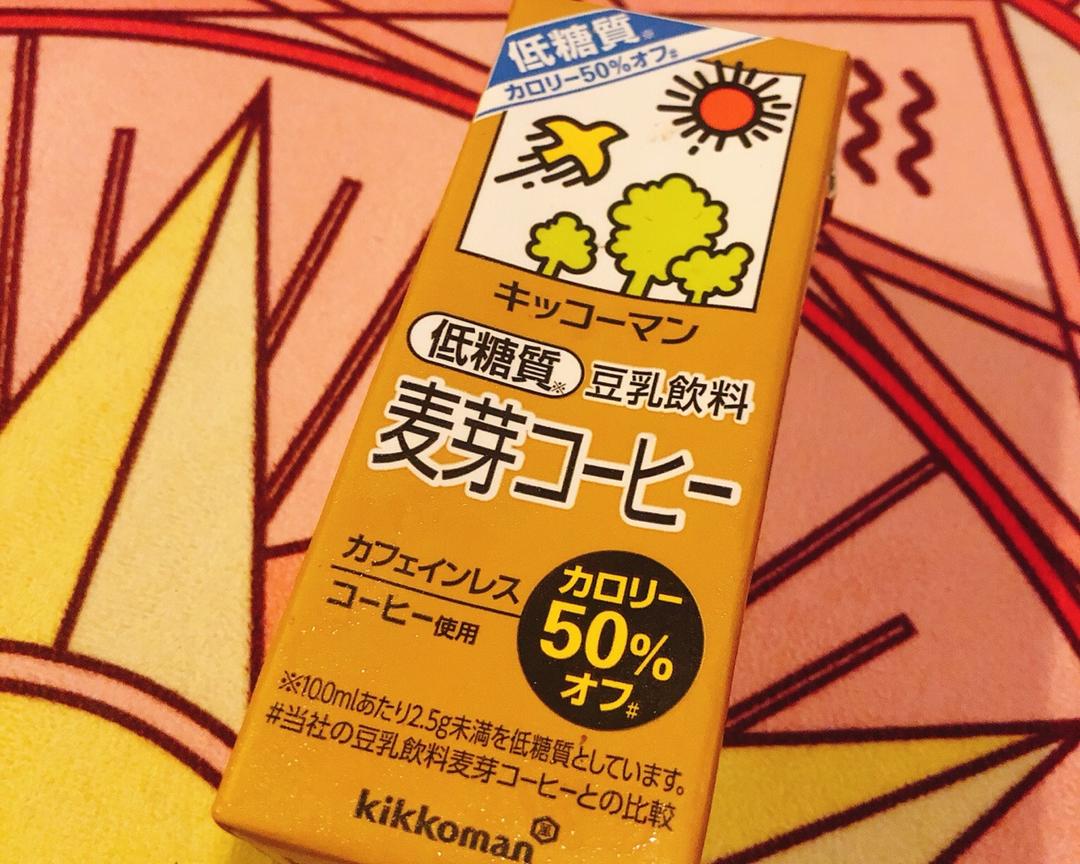 低糖質※
カロリー50%オフ#
キッコーマン
低糖質※ 豆乳飲料
麦芽コーヒー
カフェインレス
コーヒー使用
カロリー
50%
オフ#
※100mlあたり2.5g未満を低糖質としています。
#当社の豆乳飲料麦芽コーヒーとの比較
kikkoman